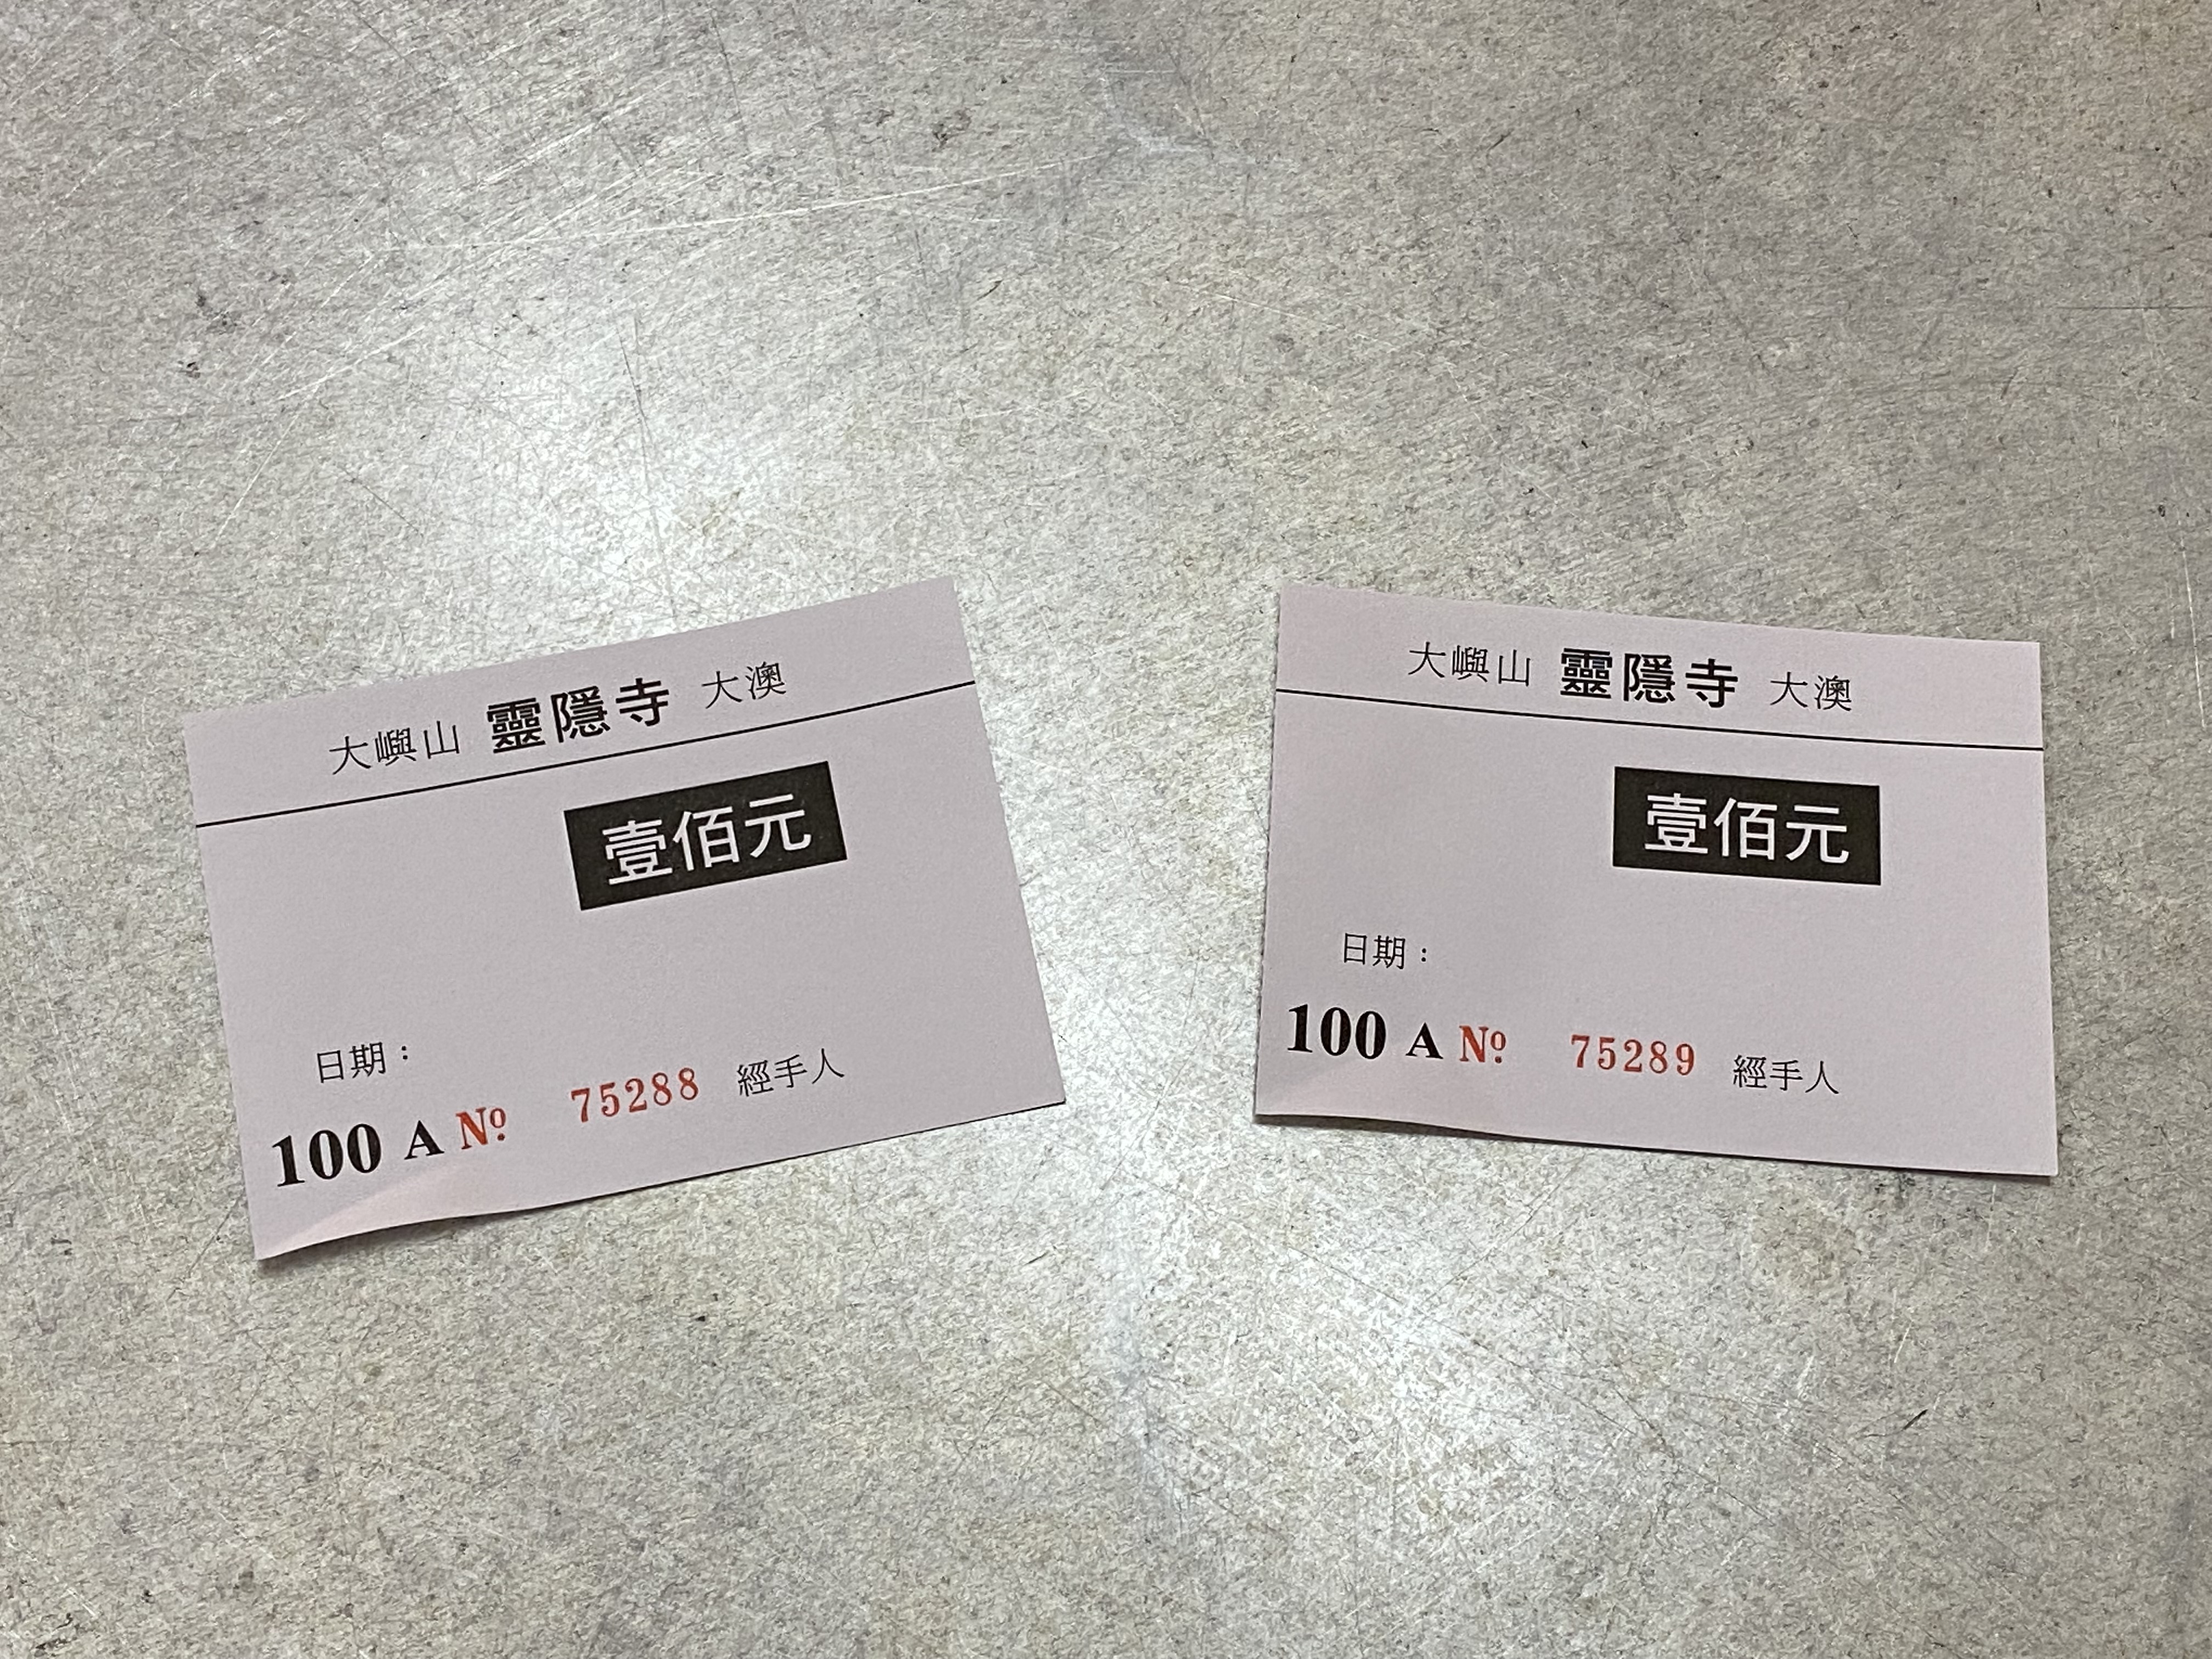 大嶼山 靈隱寺 大澳
壹佰元
日期：
100 A № 75288 經手人
大嶼山 靈隱寺 大澳
壹佰元
日期：
100 A № 75289 經手人